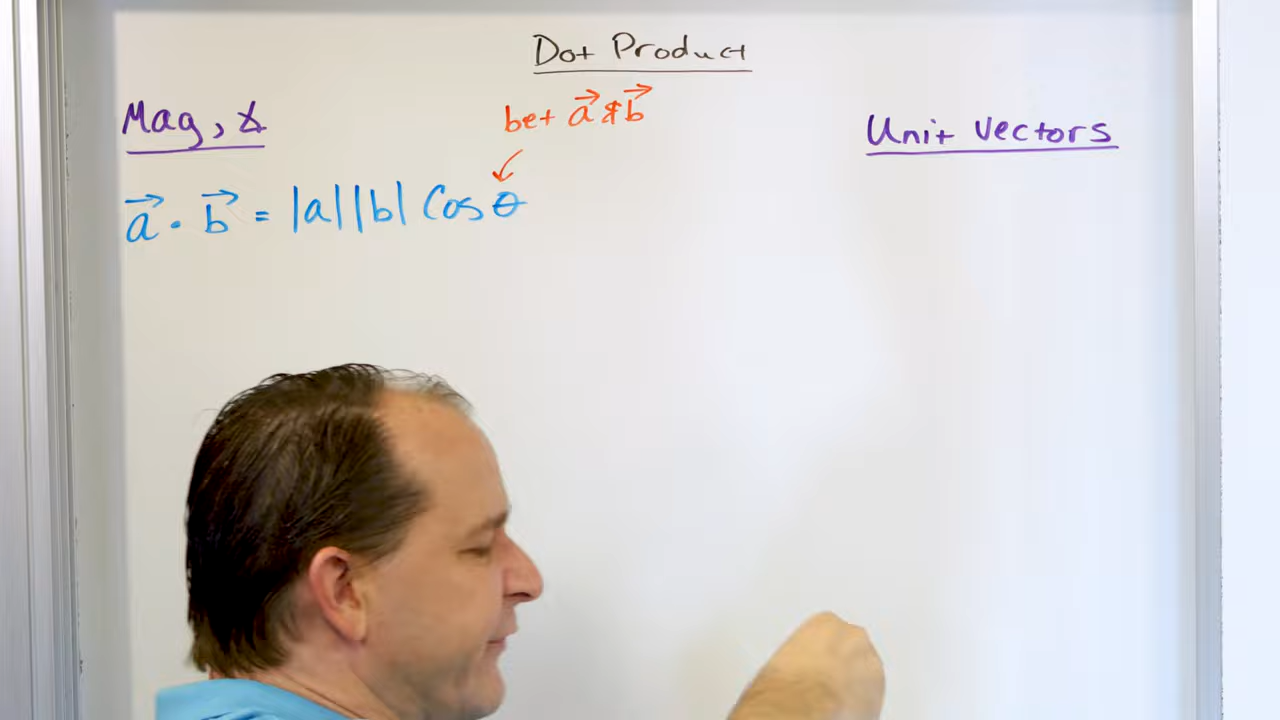 Dot Product
Mag, ∡
bet a⃗ & b⃗
a⃗ · b⃗ = |a||b| Cos θ
Unit Vectors